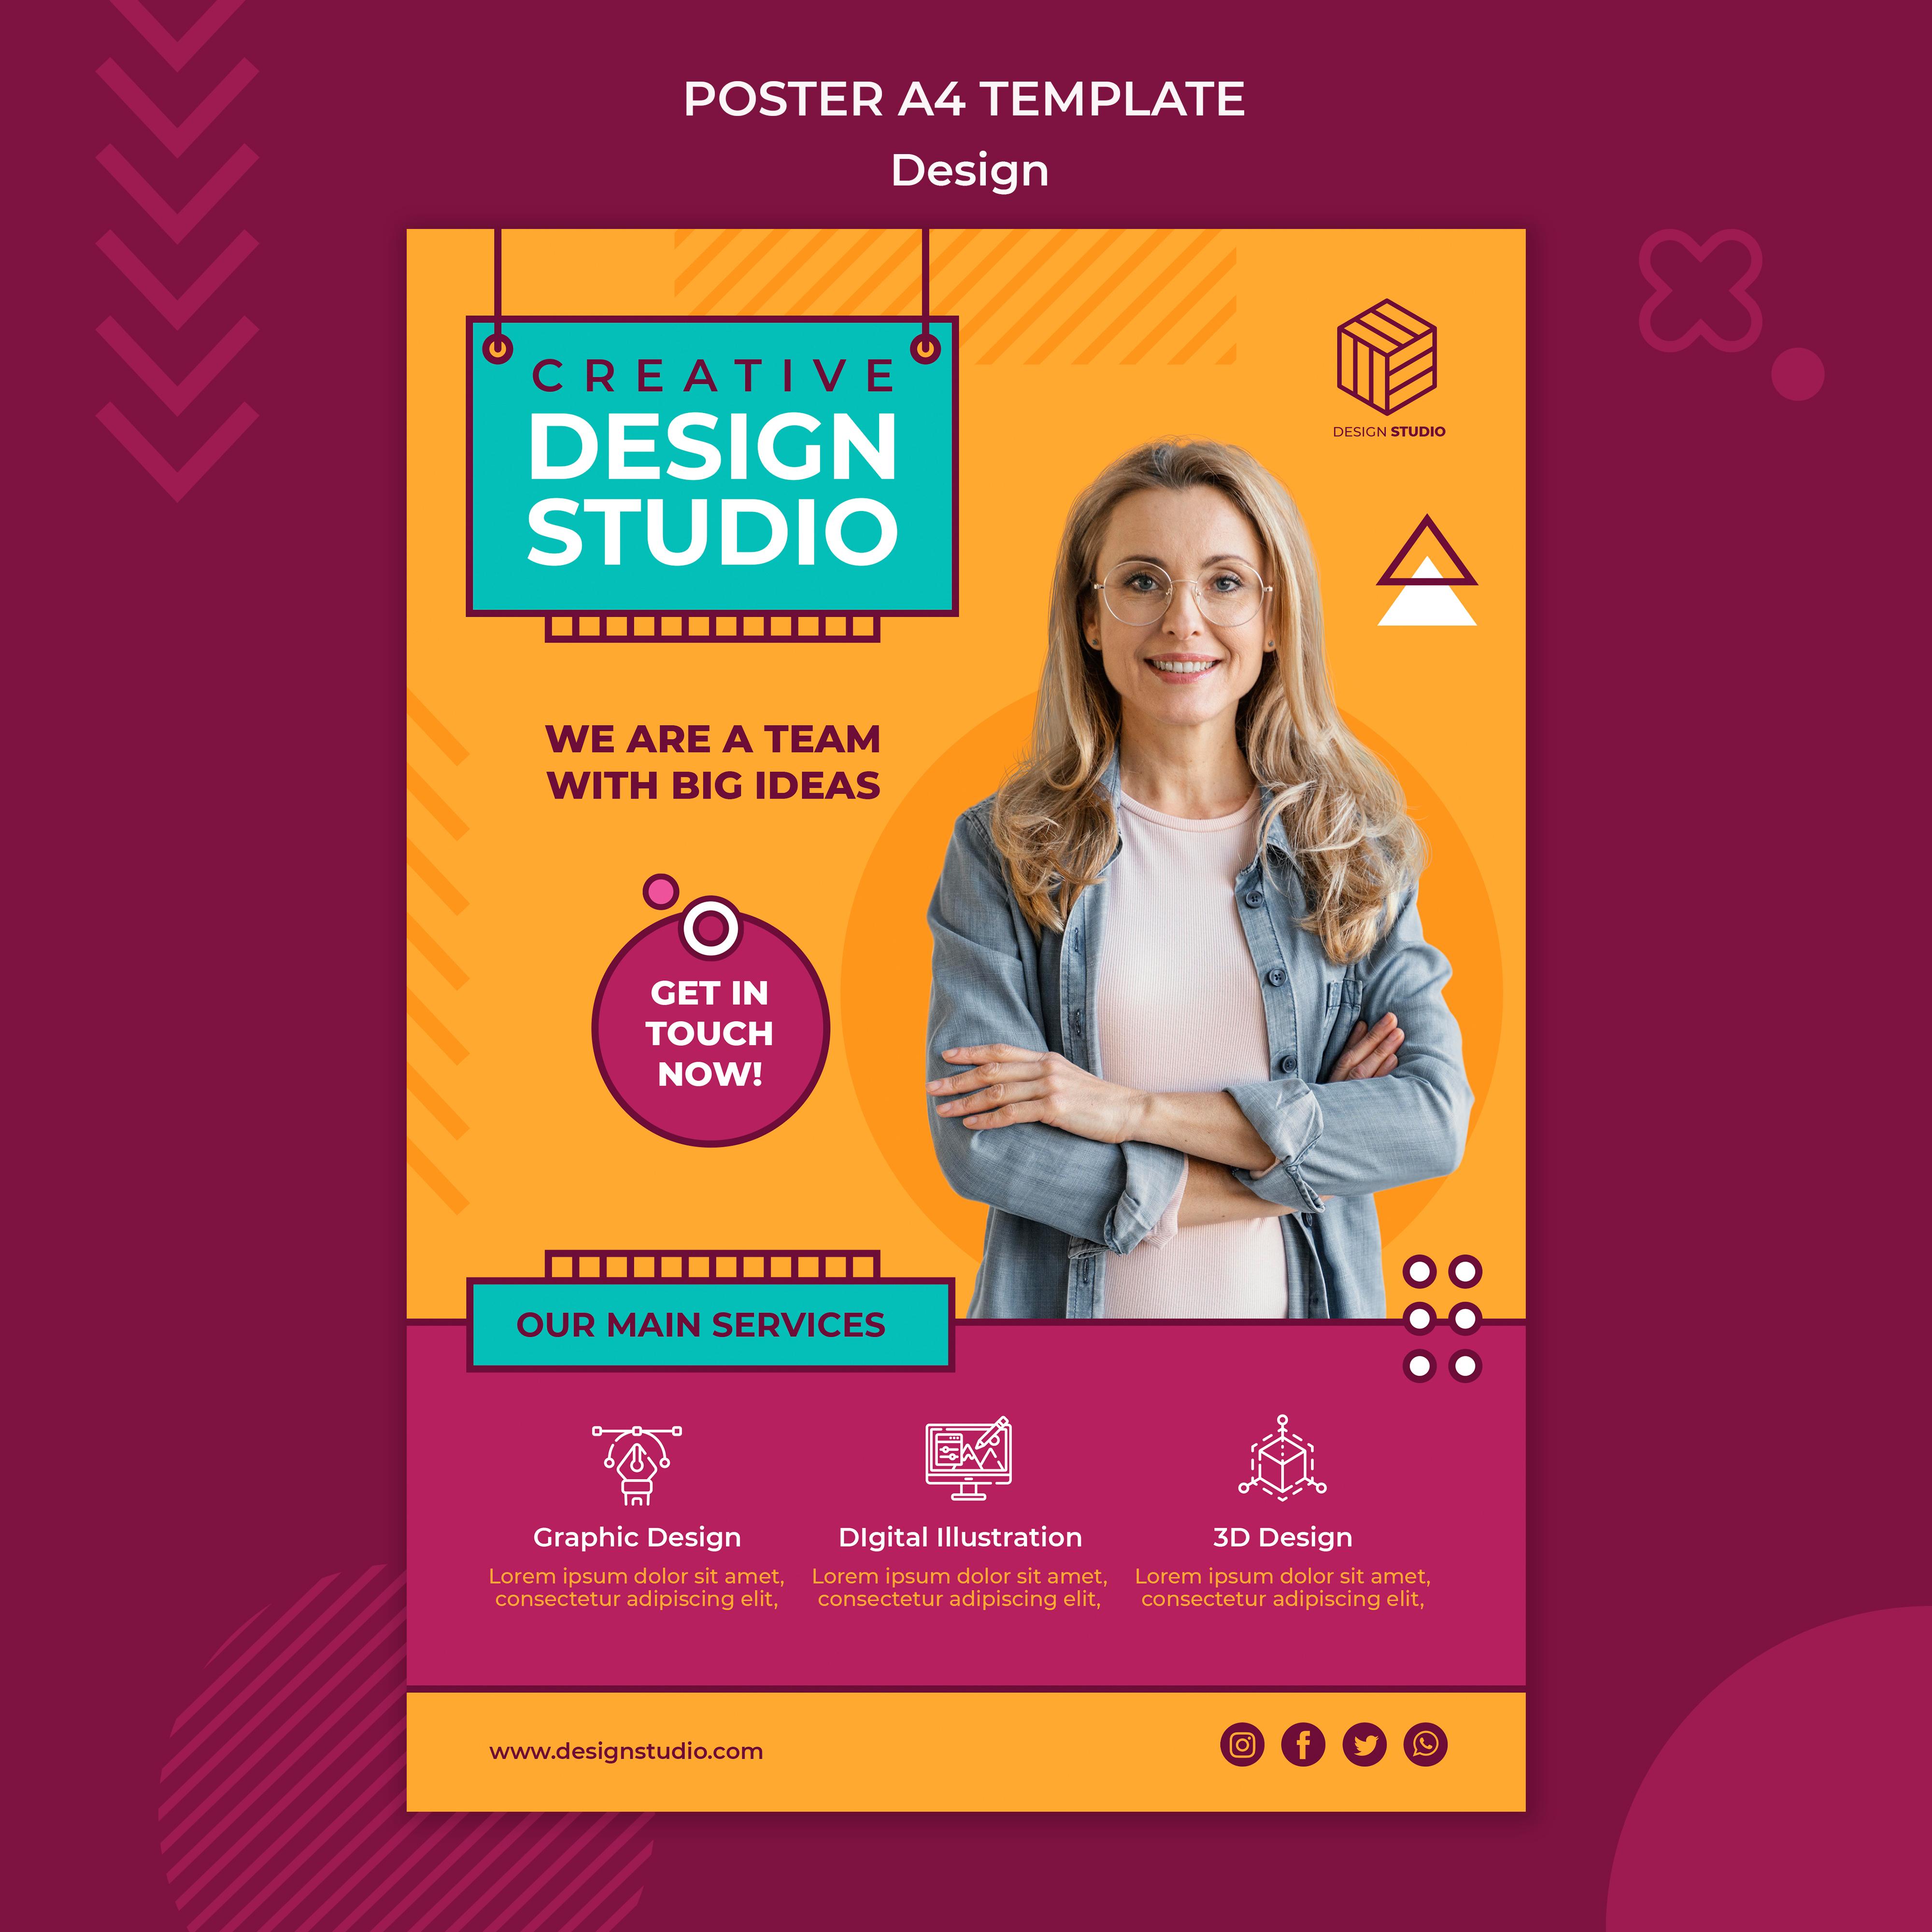 POSTER A4 TEMPLATE
Design
CREATIVE
DESIGN
STUDIO
DESIGN STUDIO
WE ARE A TEAM
WITH BIG IDEAS
GET IN
TOUCH
NOW!
OUR MAIN SERVICES
Graphic Design
Lorem ipsum dolor sit amet,
consectetur adipiscing elit,
DIgital Illustration
Lorem ipsum dolor sit amet,
consectetur adipiscing elit,
3D Design
Lorem ipsum dolor sit amet,
consectetur adipiscing elit,
www.designstudio.com